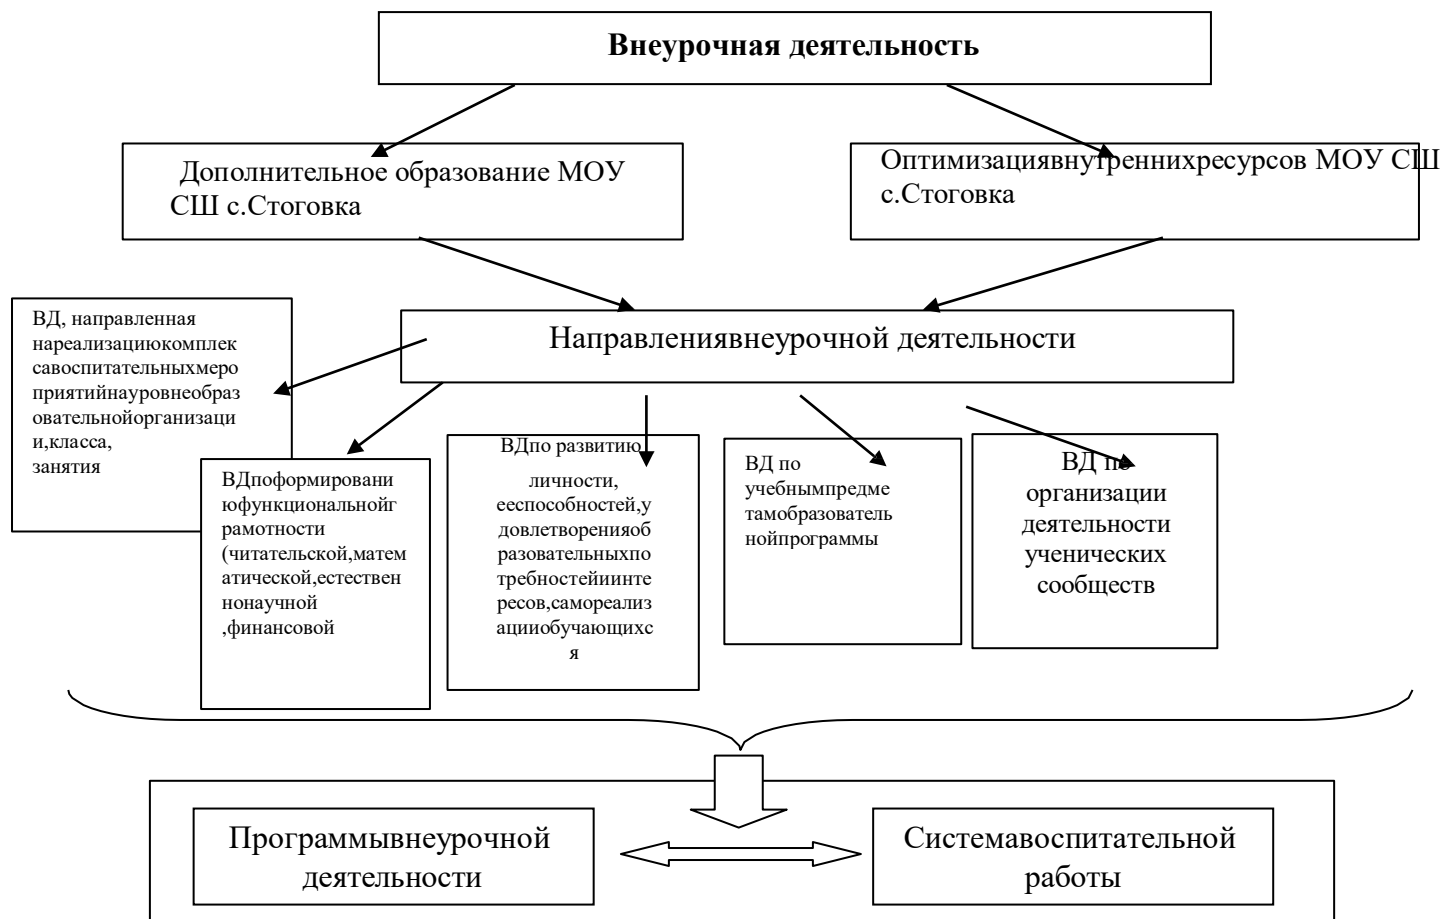 Внеурочная деятельность
Дополнительное образование МОУ
СШ с.Стоговка
Оптимизациявнутреннихресурсов МОУ СШ
с.Стоговка
Направлениявнеурочной деятельности
ВД, направленная
нареализациюкомплек
савоспитательныхмеро
приятийнауровнеобраз
овательнойорганизаци
и,класса,
занятия
ВДпоформировани
юфункциональнойг
рамотности
(читательской,матем
атической,естествен
нонаучной
,финансовой
ВДпо развитию
личности,
ееспособностей,у
довлетворенияоб
разовательныхпо
требностейиинте
ресов,самореализ
ацииобучающихс
я
ВД по
учебнымпредме
тамобразователь
нойпрограммы
ВД по
организации
деятельности
ученических
сообществ
Программывнеурочной
деятельности
Системавоспитательной
работы